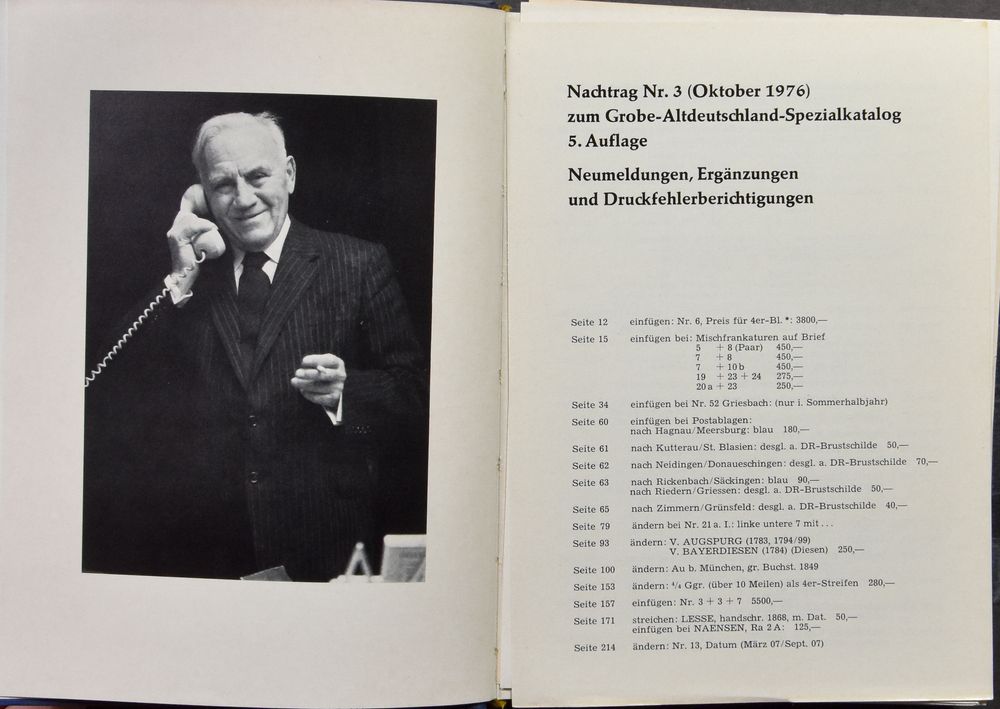 Nachtrag Nr. 3 (Oktober 1976)
zum Grobe-Altdeutschland-Spezialkatalog
5. Auflage
Neumeldungen, Ergänzungen
und Druckfehlerberichtigungen
Seite 12 einfügen: Nr. 6, Preis für 4er-Bl. *: 3800,—
Seite 15 einfügen bei: Mischfrankaturen auf Brief
5 + 8 (Paar) 450,—
7 + 8 450,—
7 + 10 b 450,—
19 + 23 + 24 275,—
20 a + 23 250,—
Seite 34 einfügen bei Nr. 52 Griesbach: (nur i. Sommerhalbjahr)
Seite 60 einfügen bei Postablagen:
nach Hagnau/Meersburg: blau 180,—
Seite 61 nach Kutterau/St. Blasien: desgl. a. DR-Brustschilde 50,—
Seite 62 nach Neidingen/Donaueschingen: desgl. a. DR-Brustschilde 70,—
Seite 63 nach Rickenbach/Säckingen: blau 90,—
nach Riedern/Griessen: desgl. a. DR-Brustschilde 50,—
Seite 65 nach Zimmern/Grünsfeld: desgl. a. DR-Brustschilde 40,—
Seite 79 ändern bei Nr. 21 a. I.: linke untere 7 mit . . .
Seite 93 ändern: V. AUGSPURG (1783, 1794/99)
V. BAYERDIESEN (1784) (Diesen) 250,—
Seite 100 ändern: Au b. München, gr. Buchst. 1849
Seite 153 ändern: ⁴/₄ Ggr. (über 10 Meilen) als 4er-Streifen 280,—
Seite 157 einfügen: Nr. 3 + 3 + 7 5500,—
Seite 171 streichen: LESSE, handschr. 1868, m. Dat. 50,—
einfügen bei NAENSEN, Ra 2 A: 125,—
Seite 214 ändern: Nr. 13, Datum (März 07/Sept. 07)